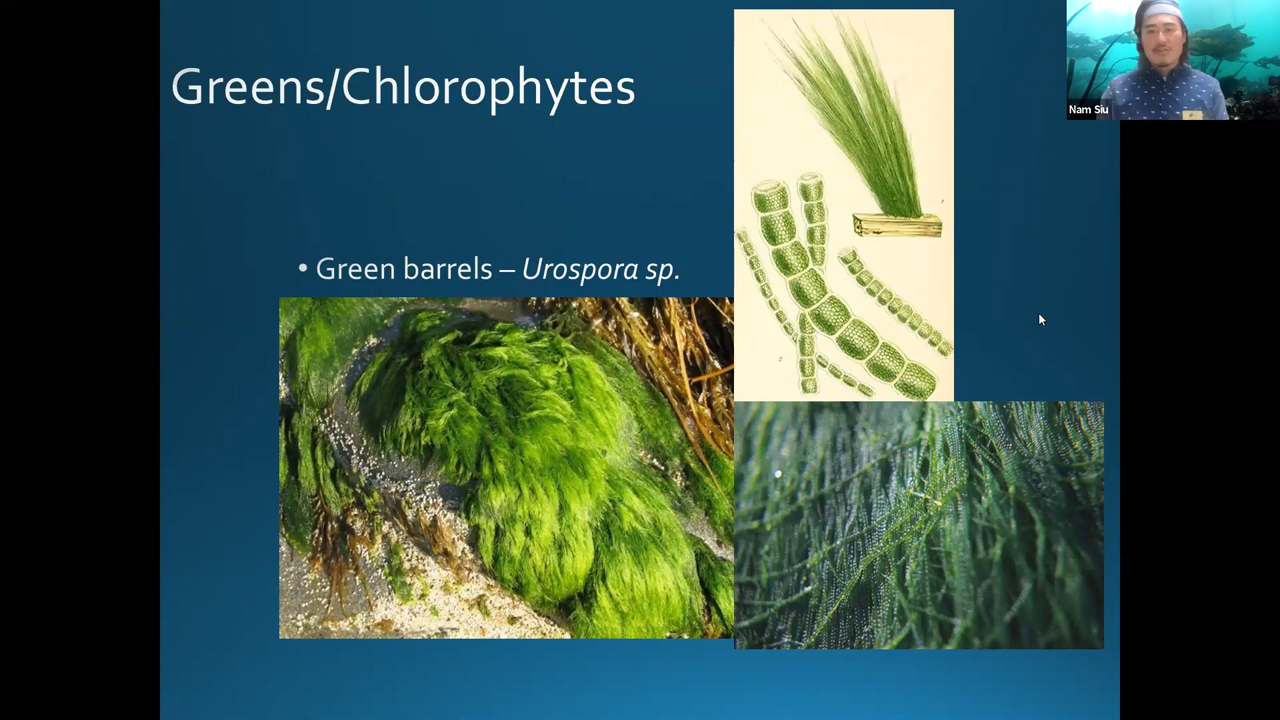 Greens/Chlorophytes
Nam Siu
• Green barrels – Urospora sp.